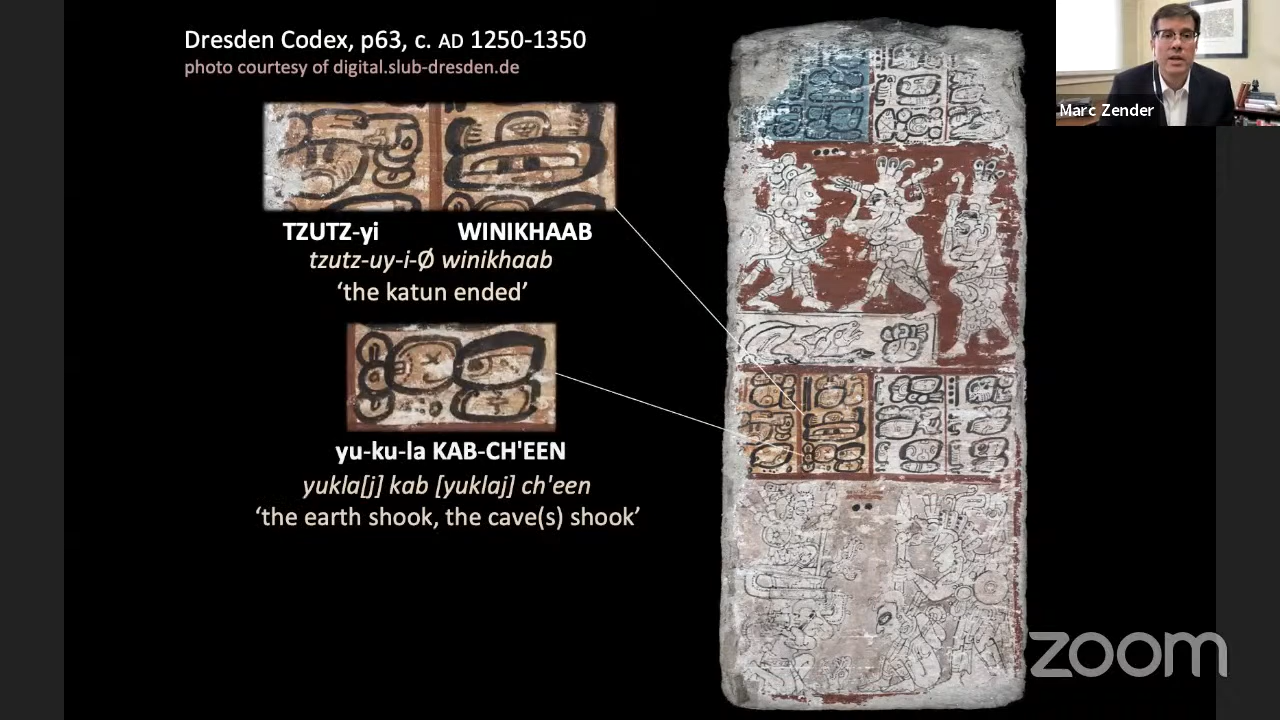 Dresden Codex, p63, c. AD 1250-1350
photo courtesy of digital.slub-dresden.de
TZUTZ-yi WINIKHAAB
tzutz-uy-i-Ø winikhaab
‘the katun ended’
yu-ku-la KAB-CH'EEN
yukla[j] kab [yuklaj] ch'een
‘the earth shook, the cave(s) shook’
Marc Zender
zoom